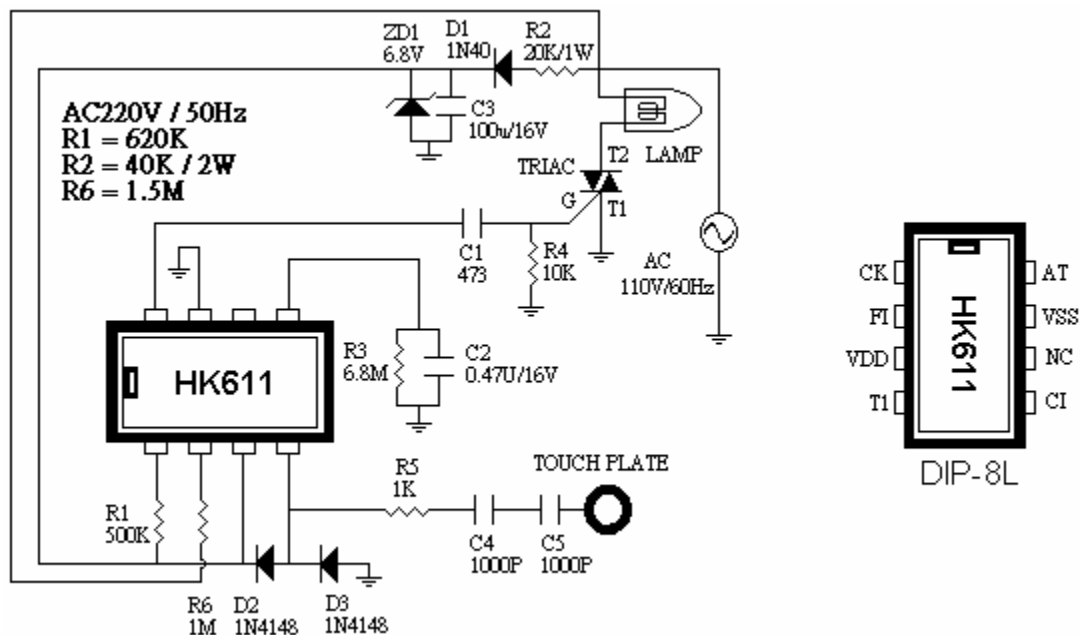 ZD1
6.8V
D1
1N40
R2
20K/1W
C3
100u/16V
AC220V / 50Hz
R1 = 620K
R2 = 40K / 2W
R6 = 1.5M
LAMP
TRIAC
T2
G
T1
C1
473
R4
10K
AC
110V/60Hz
HK611
R3
6.8M
C2
0.47U/16V
R5
1K
TOUCH PLATE
C4
1000P
C5
1000P
R1
500K
R6
1M
D2
1N4148
D3
1N4148
CK
AT
FI
VSS
VDD
NC
T1
CI
HK611
DIP-8L